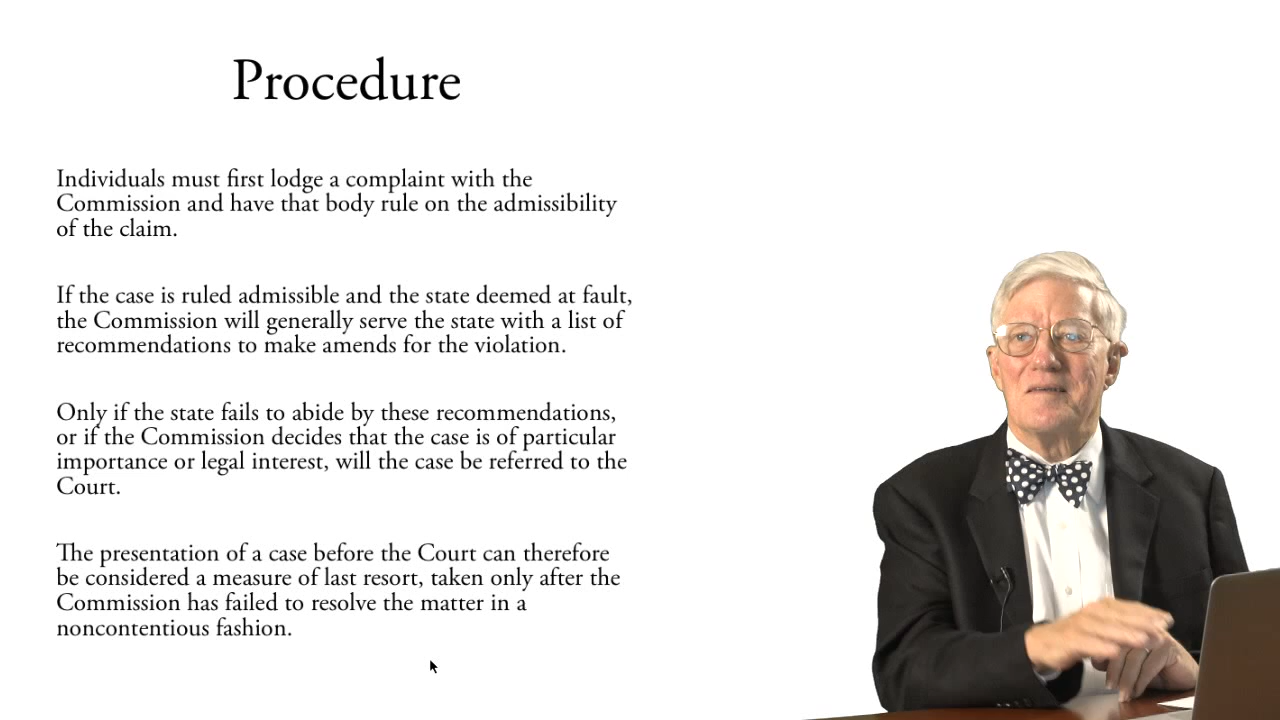 Procedure
Individuals must first lodge a complaint with the
Commission and have that body rule on the admissibility
of the claim.
If the case is ruled admissible and the state deemed at fault,
the Commission will generally serve the state with a list of
recommendations to make amends for the violation.
Only if the state fails to abide by these recommendations,
or if the Commission decides that the case is of particular
importance or legal interest, will the case be referred to the
Court.
The presentation of a case before the Court can therefore
be considered a measure of last resort, taken only after the
Commission has failed to resolve the matter in a
noncontentious fashion.